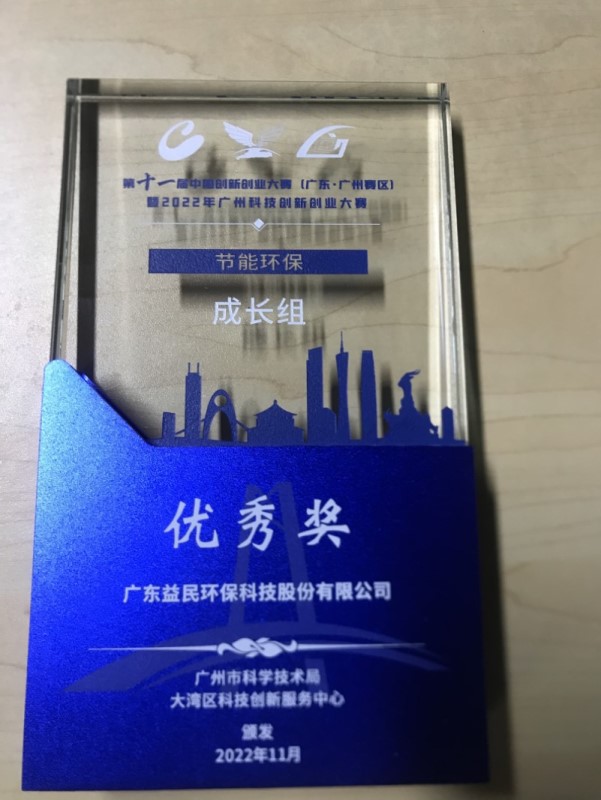 第十一届中国创新创业大赛（广东·广州赛区）
暨2022年广州科技创新创业大赛
节能环保
成长组
优秀奖
广东益民环保科技股份有限公司
广州市科学技术局
大湾区科技创新服务中心
颁发
2022年11月